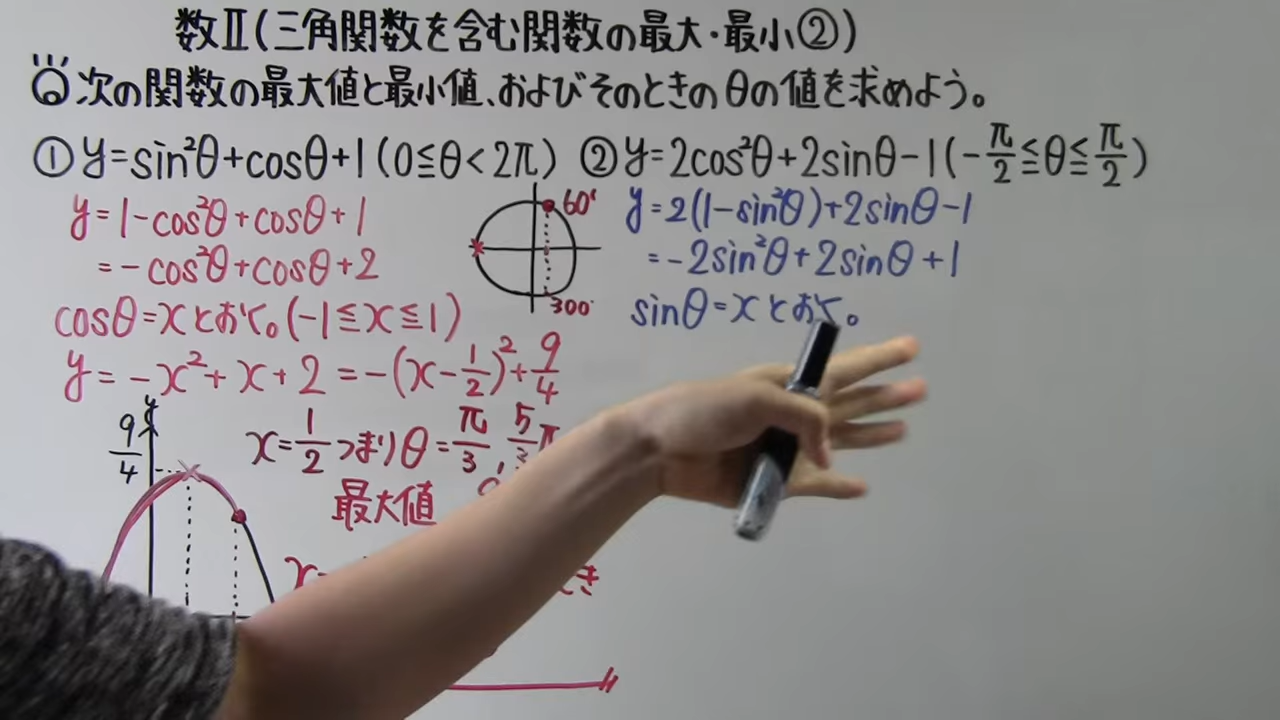 数Ⅱ(三角関数を含む関数の最大・最小②)
Q 次の関数の最大値と最小値、およびそのときのθの値を求めよう。
① y=sin²θ+cosθ+1 (0≦θ<2π)
y=1-cos²θ+cosθ+1
=-cos²θ+cosθ+2
cosθ=xとおく。(-1≦x≦1)
y=-x²+x+2=-(x-1/2)²+9/4
60°
300°
y
9/4
x=1/2 つまりθ=π/3, 5/3π
最大値
x=
き
② y=2cos²θ+2sinθ-1 (-π/2≦θ≦π/2)
y=2(1-sin²θ)+2sinθ-1
=-2sin²θ+2sinθ+1
sinθ=xとおく。